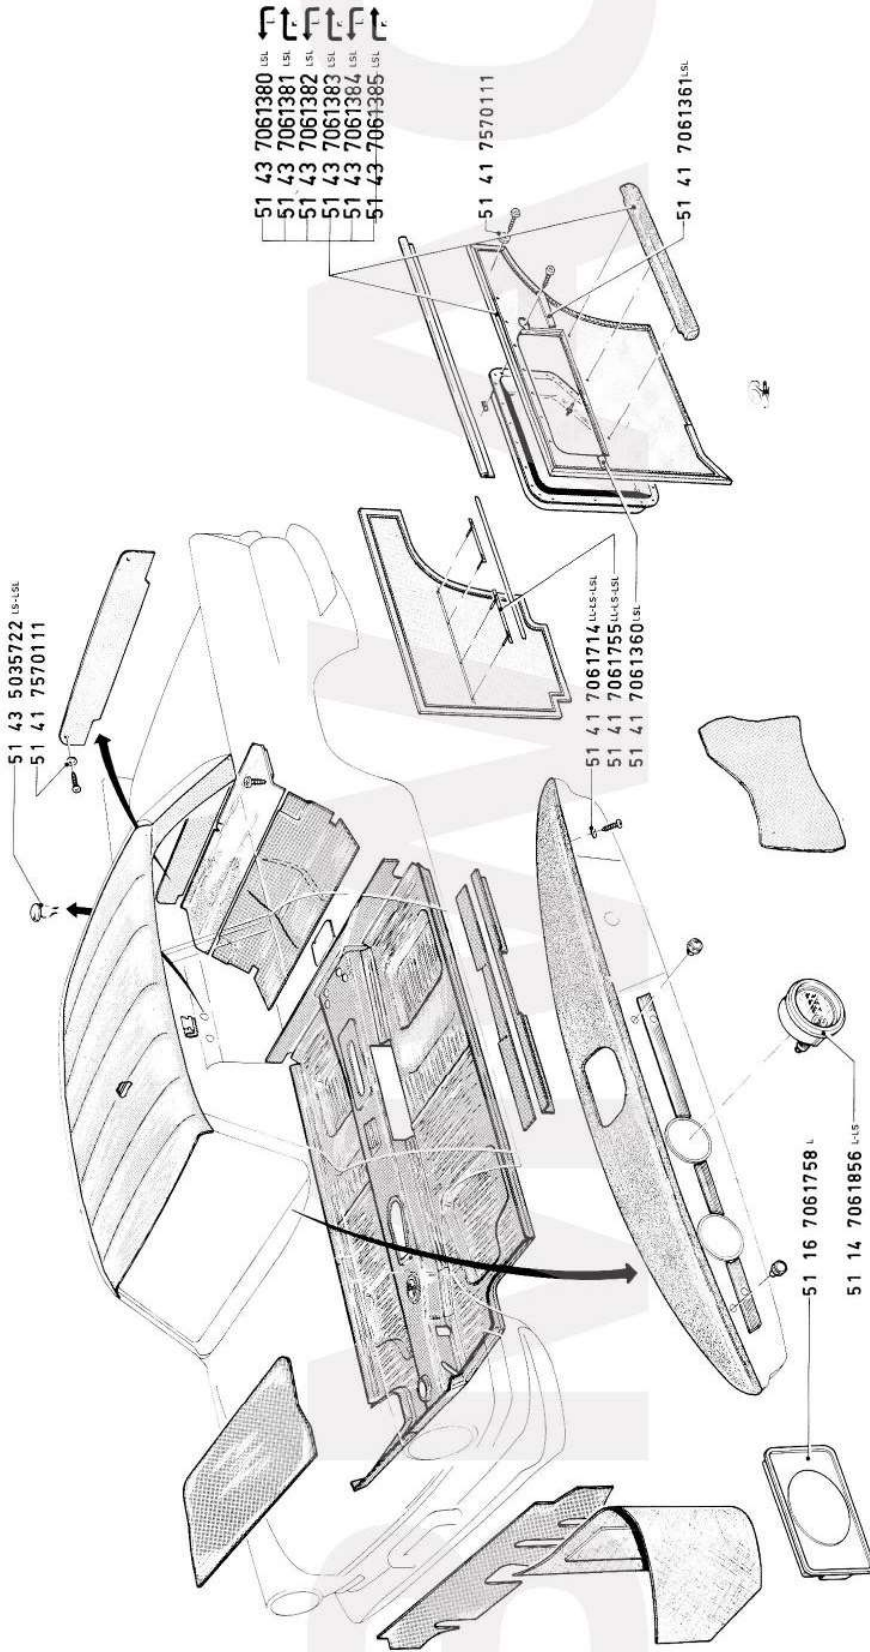 51 43 7061380 LSL
51 43 7061381 LSL
51 43 7061382 LSL
51 43 7061383 LSL
51 43 7061384 LSL
51 43 7061385 LSL
51 41 7570111
51 41 7061361 LSL
51 43 5035722 LS-LSL
51 41 7570111
51 41 7061714 LL-LS-LSL
51 41 7061755 LL-LS-LSL
51 41 7061360 LSL
51 16 7061758 L
51 14 7061856 L-LS